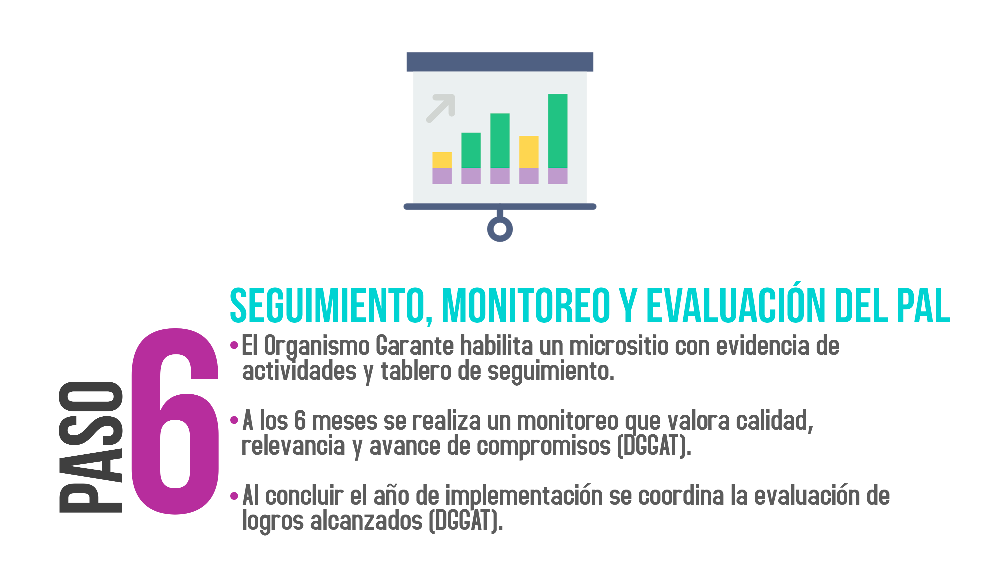 SEGUIMIENTO, MONITOREO Y EVALUACIÓN DEL PAL
PASO 6
• El Organismo Garante habilita un micrositio con evidencia de
actividades y tablero de seguimiento.
• A los 6 meses se realiza un monitoreo que valora calidad,
relevancia y avance de compromisos (DGGAT).
• Al concluir el año de implementación se coordina la evaluación de
logros alcanzados (DGGAT).